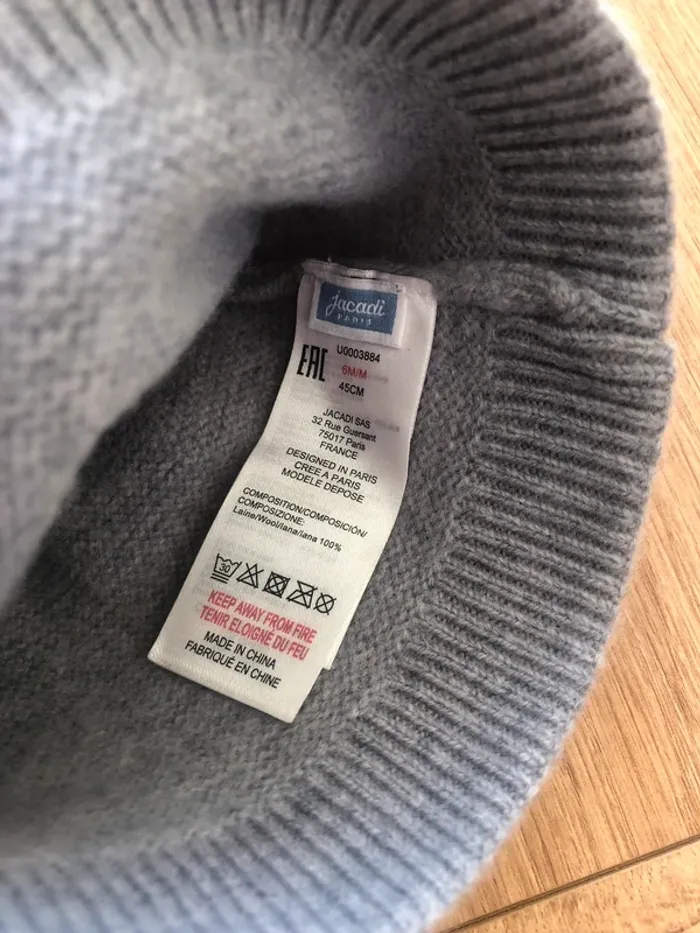 jacadi
PARIS
EAC
U0003884
6M/M
45CM
JACADI SAS
32 Rue Guersant
75017 Paris
FRANCE
DESIGNED IN PARIS
CREE A PARIS
MODELE DEPOSE
COMPOSITION/COMPOSICIÓN/
COMPOSIZIONE:
Laine/Wool/lana/lana 100%
30
KEEP AWAY FROM FIRE
TENIR ELOIGNÉ DU FEU
MADE IN CHINA
FABRIQUÉ EN CHINE